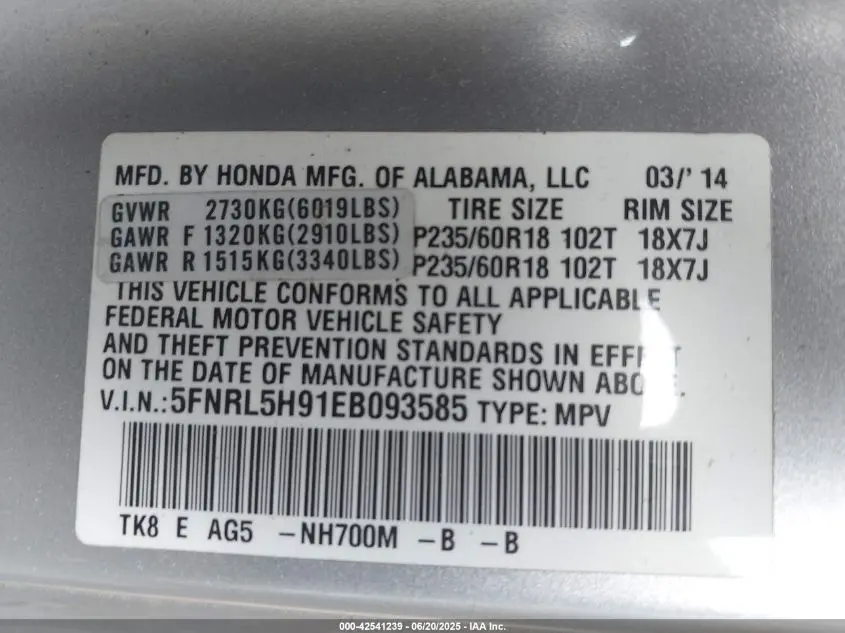 MFD. BY HONDA MFG. OF ALABAMA, LLC 03/' 14
GVWR 2730KG(6019LBS) TIRE SIZE RIM SIZE
GAWR F 1320KG(2910LBS) P235/60R18 102T 18X7J
GAWR R 1515KG(3340LBS) P235/60R18 102T 18X7J
THIS VEHICLE CONFORMS TO ALL APPLICABLE
FEDERAL MOTOR VEHICLE SAFETY
AND THEFT PREVENTION STANDARDS IN EFFECT
ON THE DATE OF MANUFACTURE SHOWN ABOVE.
V.I.N.: 5FNRL5H91EB093585 TYPE: MPV
TK8 E AG5 -NH700M -B -B
000-42541239 - 06/20/2025 - IAA Inc.